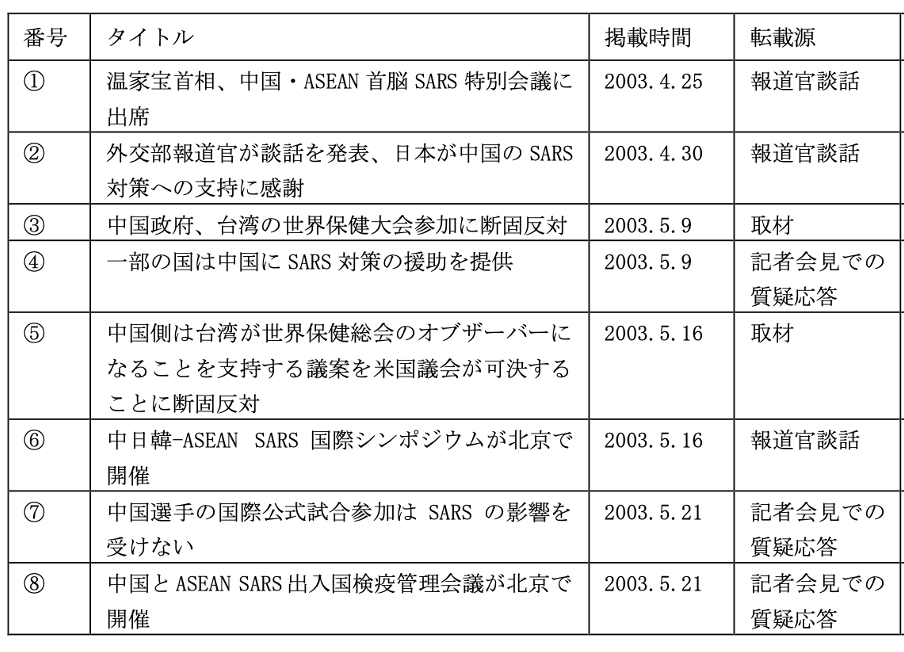 番号 タイトル 掲載時間 転載源
① 温家宝首相、中国・ASEAN 首脳 SARS 特別会議に 2003.4.25 報道官談話
出席
② 外交部報道官が談話を発表、日本が中国の SARS 2003.4.30 報道官談話
対策への支持に感謝
③ 中国政府、台湾の世界保健大会参加に断固反対 2003.5.9 取材
④ 一部の国は中国に SARS 対策の援助を提供 2003.5.9 記者会見での
質疑応答
⑤ 中国側は台湾が世界保健総会のオブザーバーに 2003.5.16 取材
なることを支持する議案を米国議会が可決する
ことに断固反対
⑥ 中日韓-ASEAN SARS 国際シンポジウムが北京で 2003.5.16 報道官談話
開催
⑦ 中国選手の国際公式試合参加は SARS の影響を 2003.5.21 記者会見での
受けない 質疑応答
⑧ 中国と ASEAN SARS 出入国検疫管理会議が北京で 2003.5.21 記者会見での
開催 質疑応答